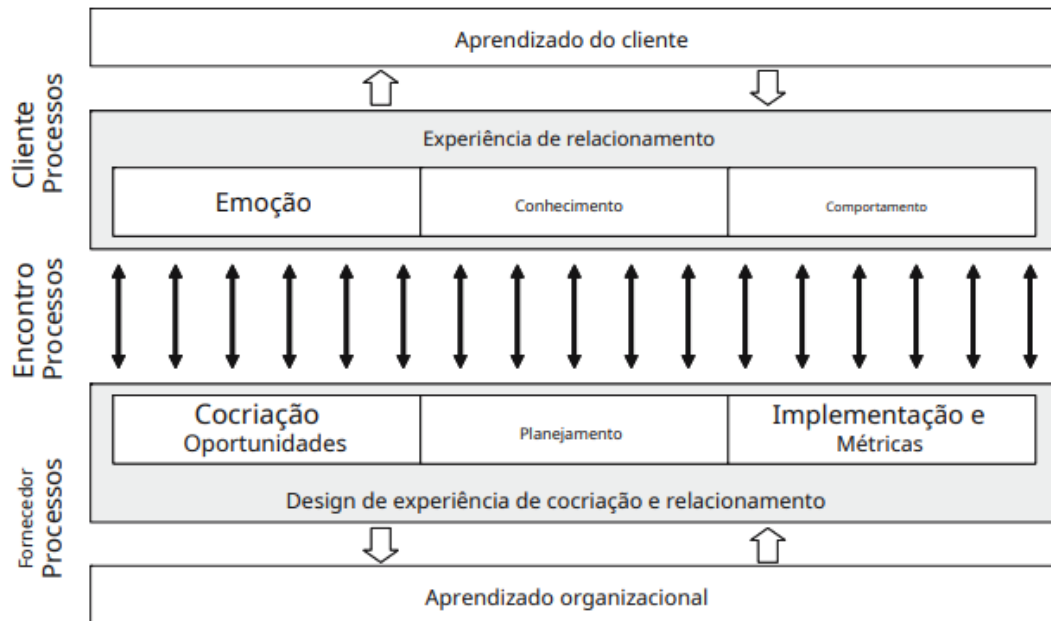 Aprendizado do cliente
Cliente
Processos
Experiência de relacionamento
Emoção
Conhecimento
Comportamento
Encontro
Processos
Cocriação
Oportunidades
Planejamento
Implementação e
Métricas
Fornecedor
Processos
Design de experiência de cocriação e relacionamento
Aprendizado organizacional